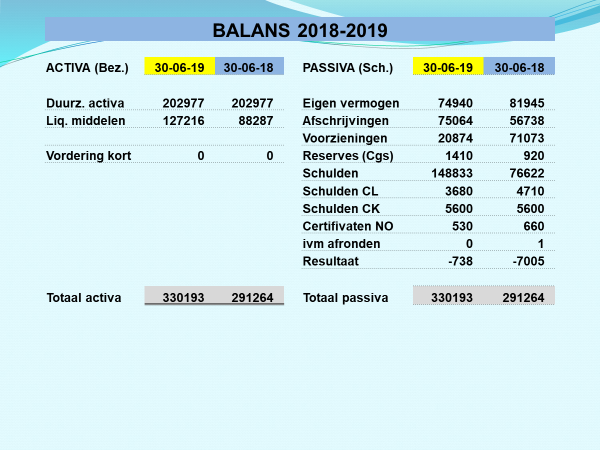 BALANS 2018-2019
ACTIVA (Bez.) 30-06-19 30-06-18 PASSIVA (Sch.) 30-06-19 30-06-18
Duurz. activa 202977 202977 Eigen vermogen 74940 81945
Liq. middelen 127216 88287 Afschrijvingen 75064 56738
Voorzieningen 20874 71073
Vordering kort 0 0 Reserves (Cgs) 1410 920
Schulden 148833 76622
Schulden CL 3680 4710
Schulden CK 5600 5600
Certifivaten NO 530 660
ivm afronden 0 1
Resultaat -738 -7005
Totaal activa 330193 291264 Totaal passiva 330193 291264